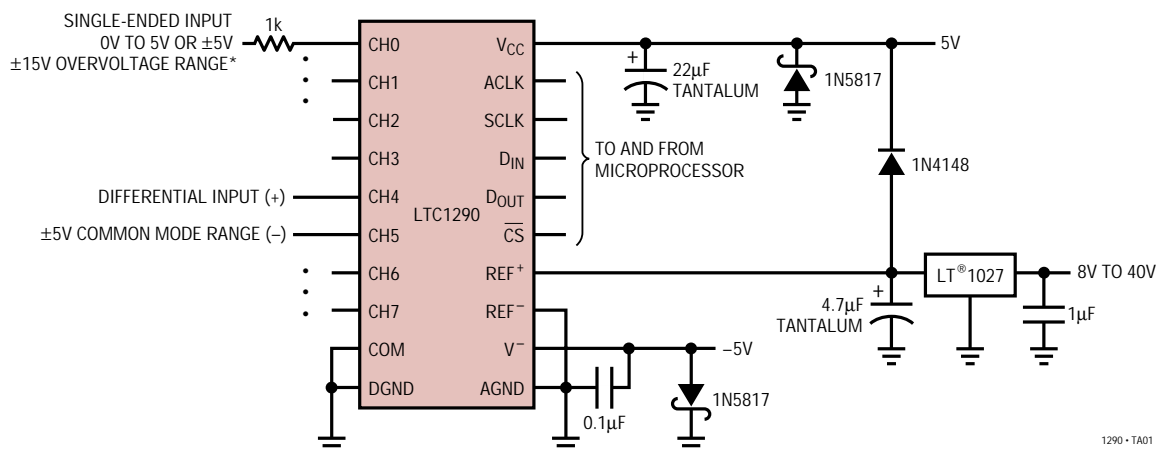 SINGLE-ENDED INPUT
0V TO 5V OR ±5V
±15V OVERVOLTAGE RANGE*
1k
DIFFERENTIAL INPUT (+)
±5V COMMON MODE RANGE (–)
CH0
CH1
CH2
CH3
CH4
CH5
CH6
CH7
COM
DGND
LTC1290
VCC
ACLK
SCLK
DIN
DOUT
CS
REF+
REF–
V–
AGND
+
22µF
TANTALUM
1N5817
5V
TO AND FROM
MICROPROCESSOR
1N4148
+
4.7µF
TANTALUM
LT®1027
8V TO 40V
1µF
–5V
0.1µF
1N5817
1290 • TA01